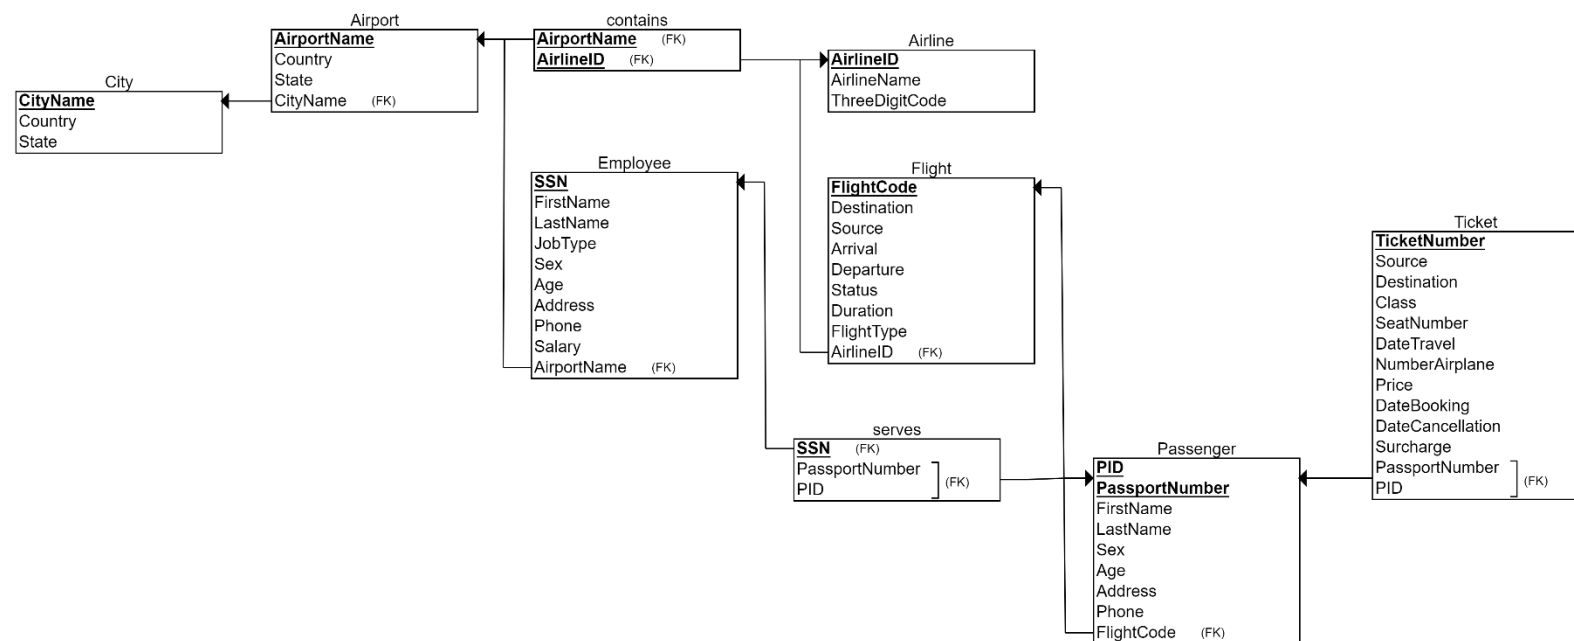 City
CityName
Country
State
Airport
AirportName
Country
State
CityName (FK)
contains
AirportName (FK)
AirlineID (FK)
Airline
AirlineID
AirlineName
ThreeDigitCode
Employee
SSN
FirstName
LastName
JobType
Sex
Age
Address
Phone
Salary
AirportName (FK)
Flight
FlightCode
Destination
Source
Arrival
Departure
Status
Duration
FlightType
AirlineID (FK)
serves
SSN (FK)
PassportNumber
PID
(FK)
Passenger
PID
PassportNumber
FirstName
LastName
Sex
Age
Address
Phone
FlightCode (FK)
Ticket
TicketNumber
Source
Destination
Class
SeatNumber
DateTravel
NumberAirplane
Price
DateBooking
DateCancellation
Surcharge
PassportNumber
PID
(FK)